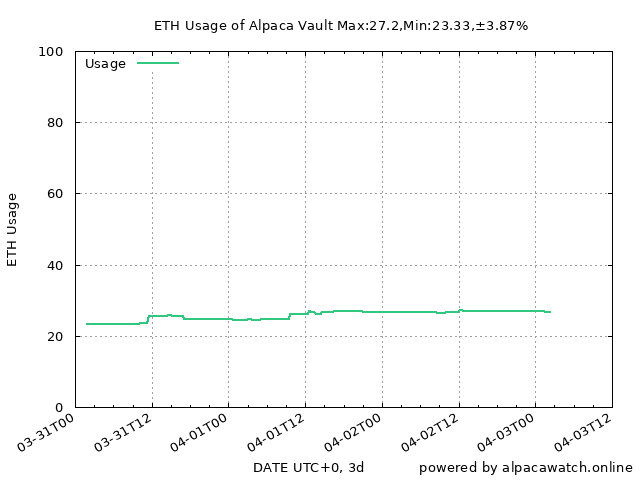 ETH Usage of Alpaca Vault Max:27.2,Min:23.33,±3.87%
100
Usage
80
60
ETH Usage
40
20
0
03-31T00 03-31T12 04-01T00 04-01T12 04-02T00 04-02T12 04-03T00 04-03T12
DATE UTC+0, 3d powered by alpacawatch.online